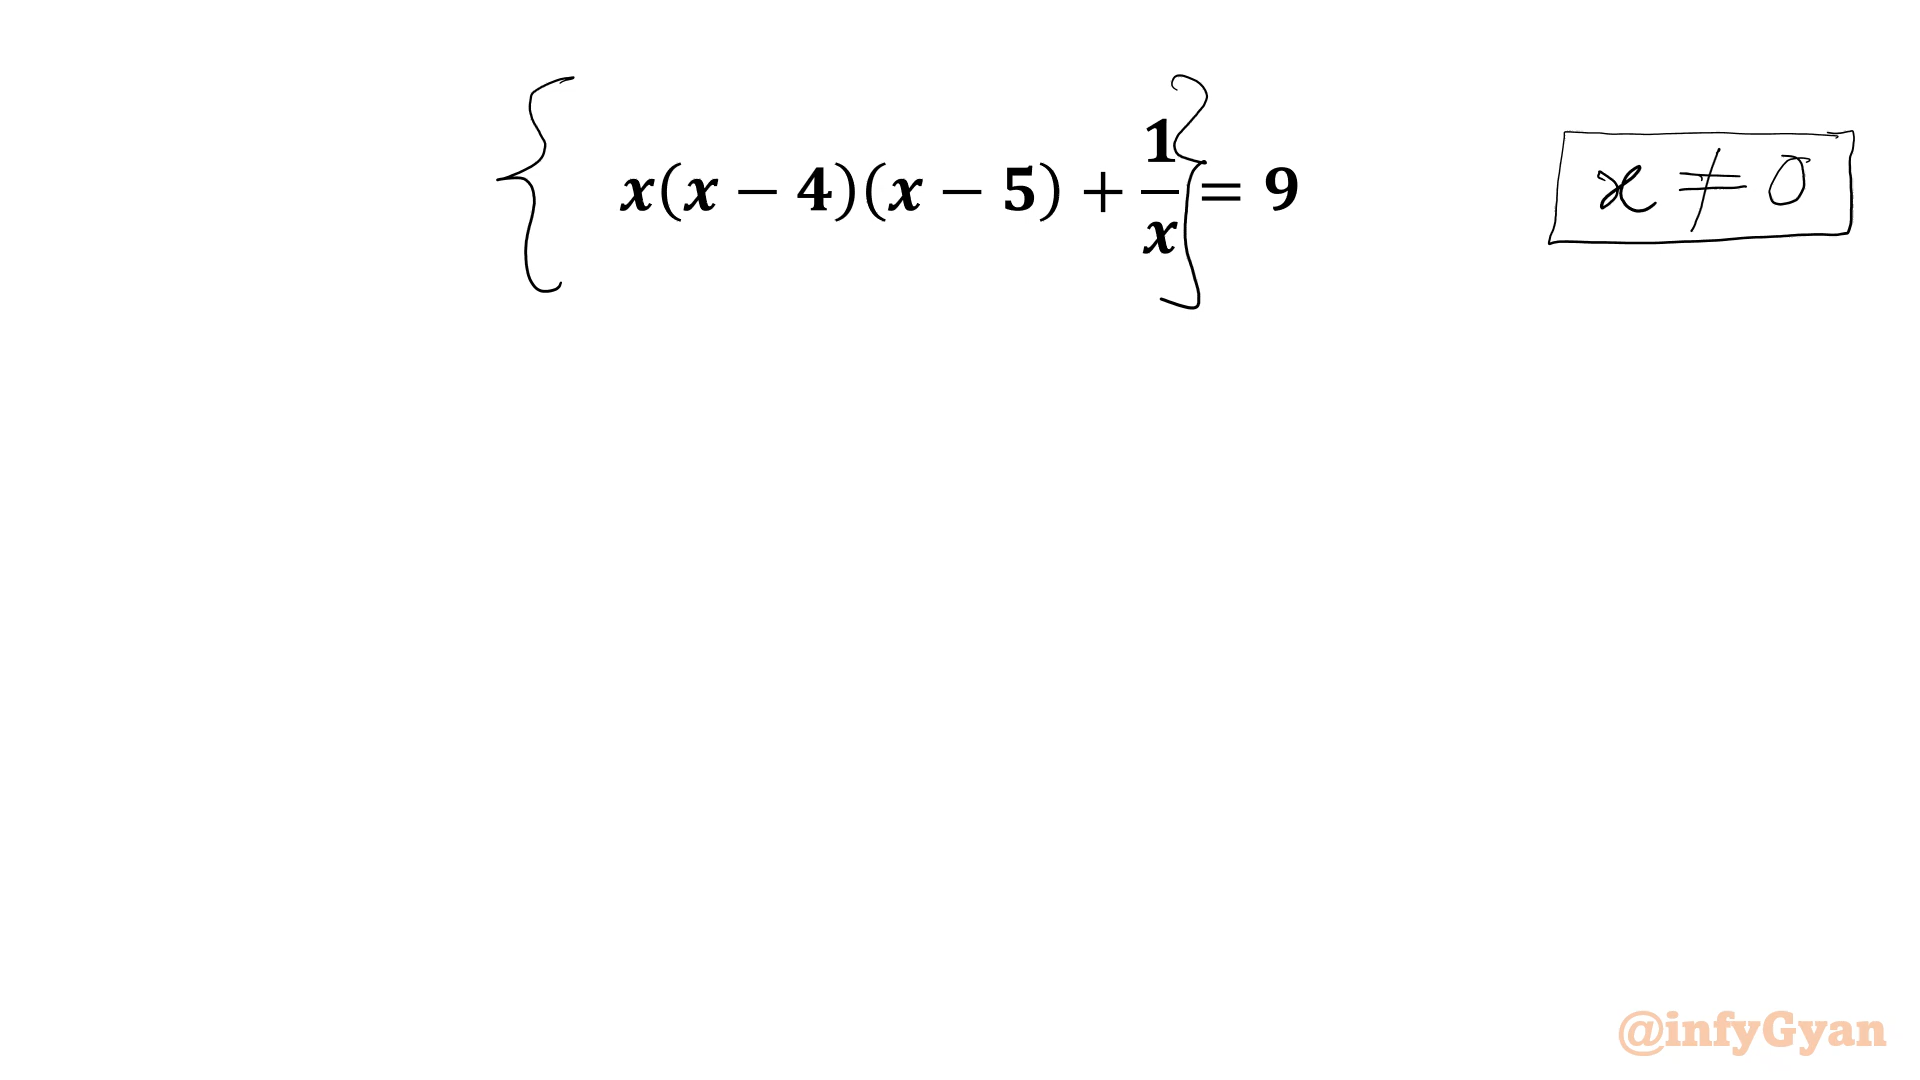 { x(x − 4)(x − 5) + 1/x } = 9
x ≠ 0
@infyGyan